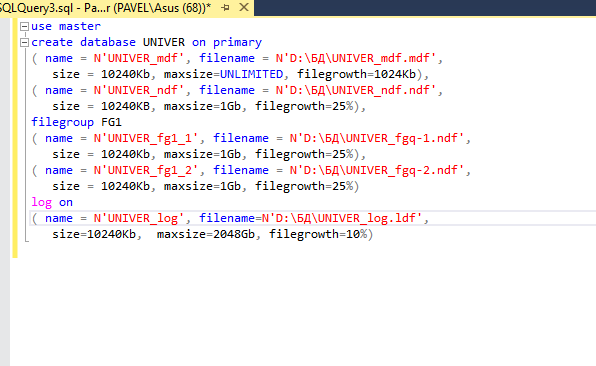 SQLQuery3.sql - Pa...r (PAVEL\Asus (68))*
use master
create database UNIVER on primary
( name = N'UNIVER_mdf', filename = N'D:\БД\UNIVER_mdf.mdf',
size = 10240Kb, maxsize=UNLIMITED, filegrowth=1024Kb),
( name = N'UNIVER_ndf', filename = N'D:\БД\UNIVER_ndf.ndf',
size = 10240KB, maxsize=1Gb, filegrowth=25%),
filegroup FG1
( name = N'UNIVER_fg1_1', filename = N'D:\БД\UNIVER_fgq-1.ndf',
size = 10240Kb, maxsize=1Gb, filegrowth=25%),
( name = N'UNIVER_fg1_2', filename = N'D:\БД\UNIVER_fgq-2.ndf',
size = 10240Kb, maxsize=1Gb, filegrowth=25%)
log on
( name = N'UNIVER_log', filename=N'D:\БД\UNIVER_log.ldf',
size=10240Kb,  maxsize=2048Gb, filegrowth=10%)